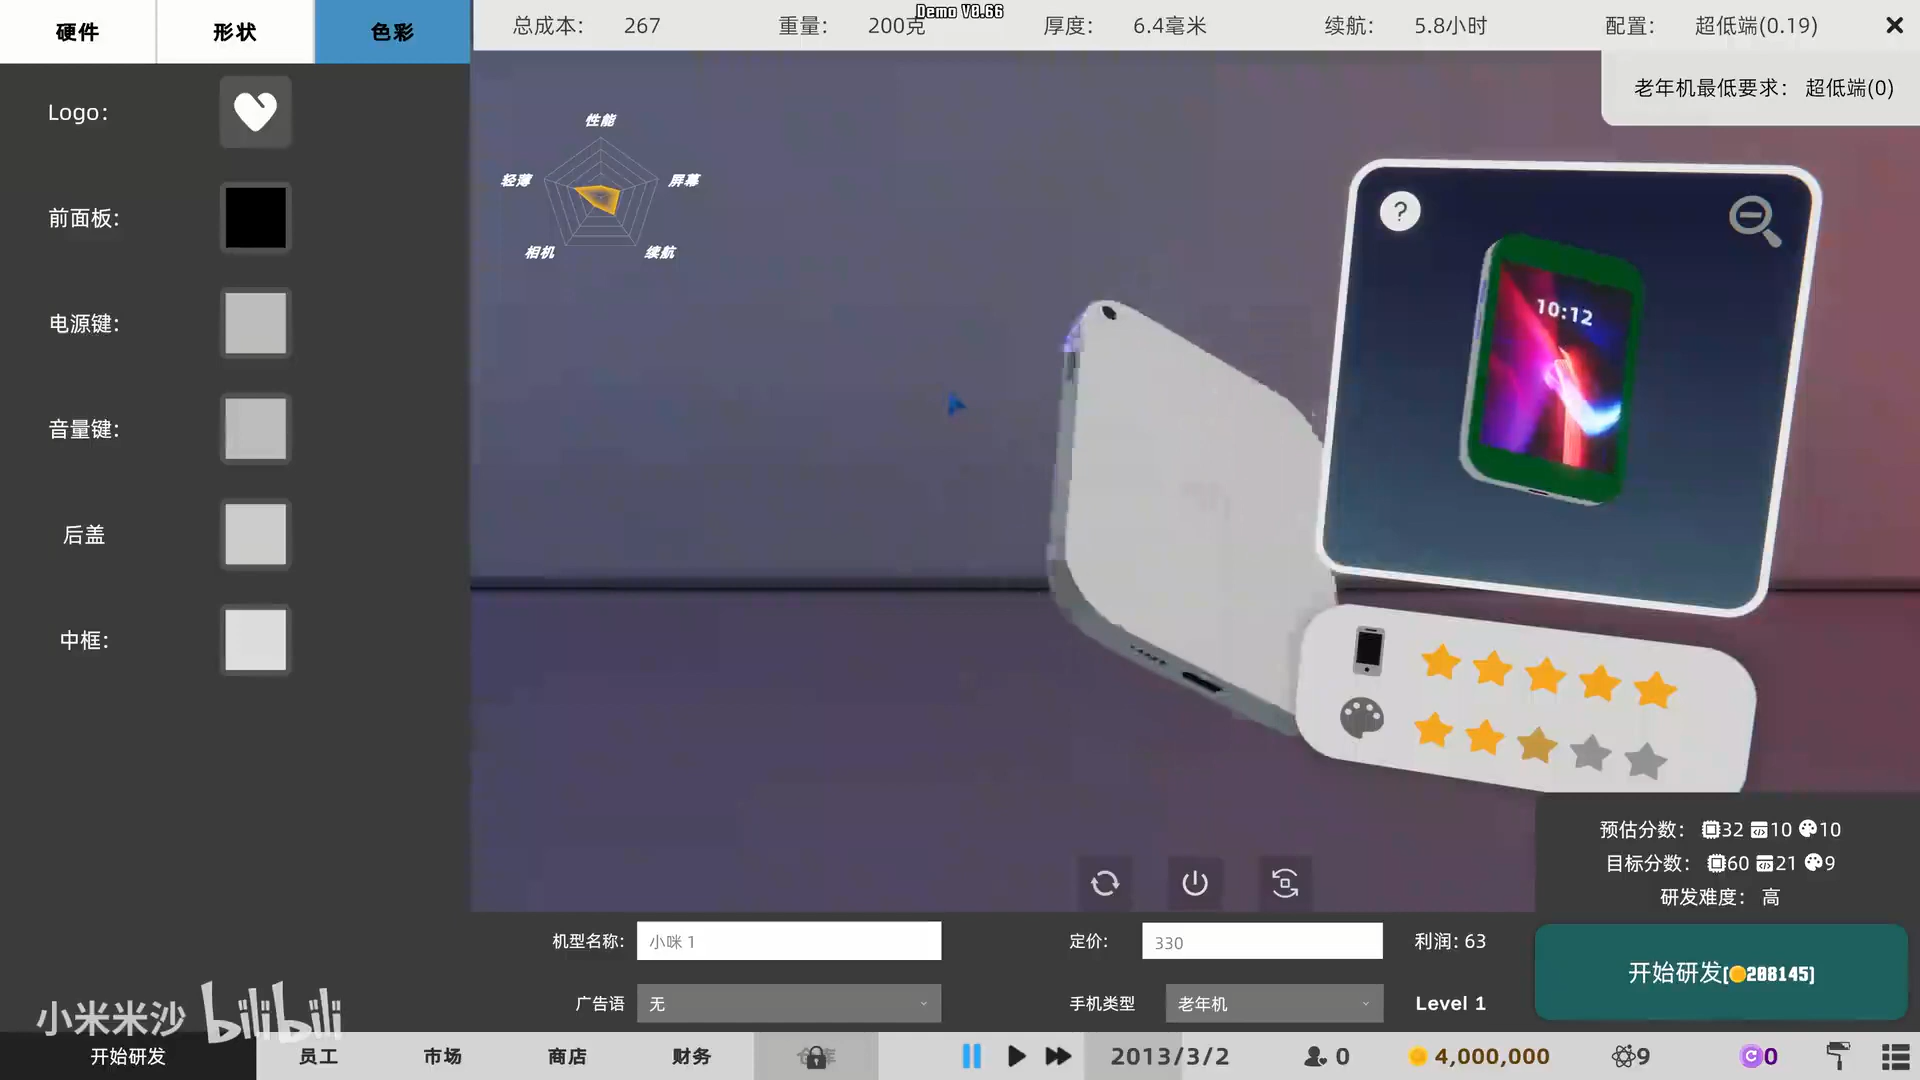 硬件
形状
色彩
总成本: 267
重量: 200克
Demo V0.66
厚度: 6.4毫米
续航: 5.8小时
配置: 超低端(0.19)
老年机最低要求: 超低端(0)
Logo:
前面板:
电源键:
音量键:
后盖
中框:
性能
轻薄
屏幕
相机
续航
?
10:12
预估分数: 32 10 10
目标分数: 60 21 9
研发难度: 高
机型名称: 小咪 1
定价: 330
利润: 63
广告语 无
手机类型 老年机
Level 1
开始研发[208145]
小米米沙 bilibili
开始研发
员工
市场
商店
财务
2013/3/2
0
4,000,000
9
0